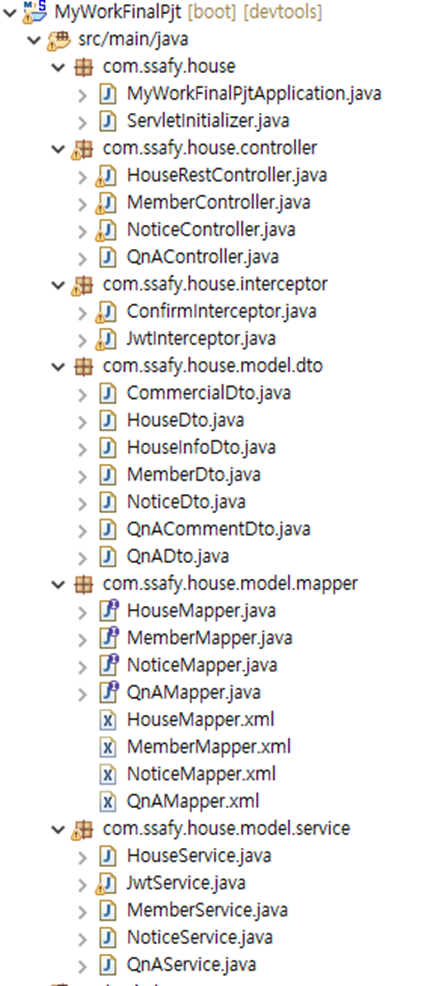 MyWorkFinalPjt [boot] [devtools]
src/main/java
com.ssafy.house
MyWorkFinalPjtApplication.java
ServletInitializer.java
com.ssafy.house.controller
HouseRestController.java
MemberController.java
NoticeController.java
QnAController.java
com.ssafy.house.interceptor
ConfirmInterceptor.java
JwtInterceptor.java
com.ssafy.house.model.dto
CommercialDto.java
HouseDto.java
HouseInfoDto.java
MemberDto.java
NoticeDto.java
QnACommentDto.java
QnADto.java
com.ssafy.house.model.mapper
HouseMapper.java
MemberMapper.java
NoticeMapper.java
QnAMapper.java
HouseMapper.xml
MemberMapper.xml
NoticeMapper.xml
QnAMapper.xml
com.ssafy.house.model.service
HouseService.java
JwtService.java
MemberService.java
NoticeService.java
QnAService.java